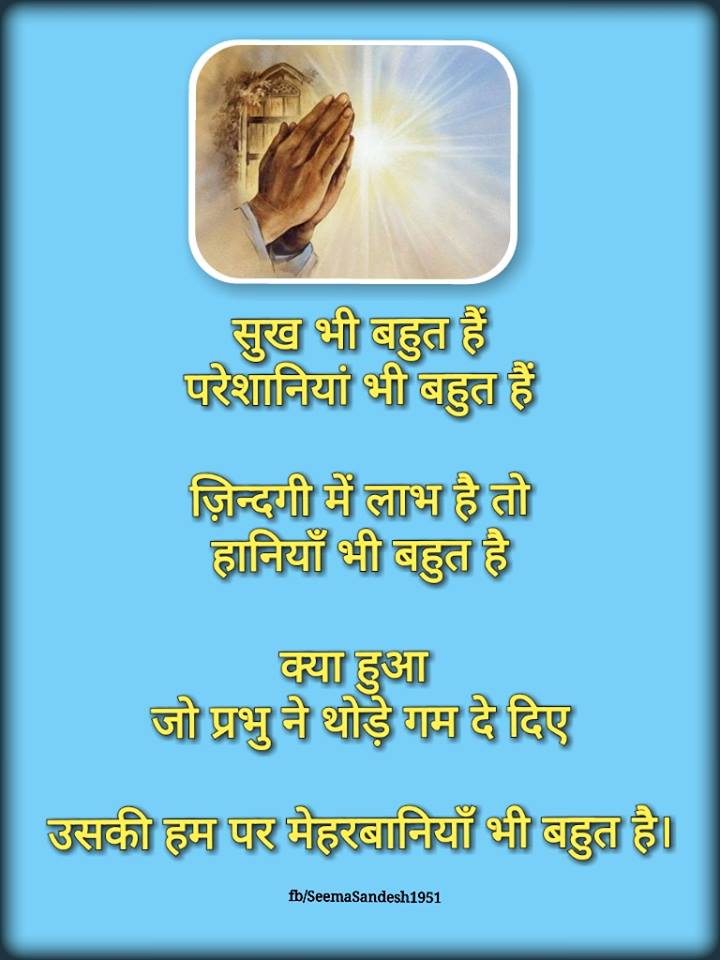 सुख भी बहुत हैं
परेशानियां भी बहुत हैं
ज़िन्दगी में लाभ है तो
हानियाँ भी बहुत है
क्या हुआ
जो प्रभु ने थोड़े गम दे दिए
उसकी हम पर मेहरबानियाँ भी बहुत है।
fb/SeemaSandesh1951